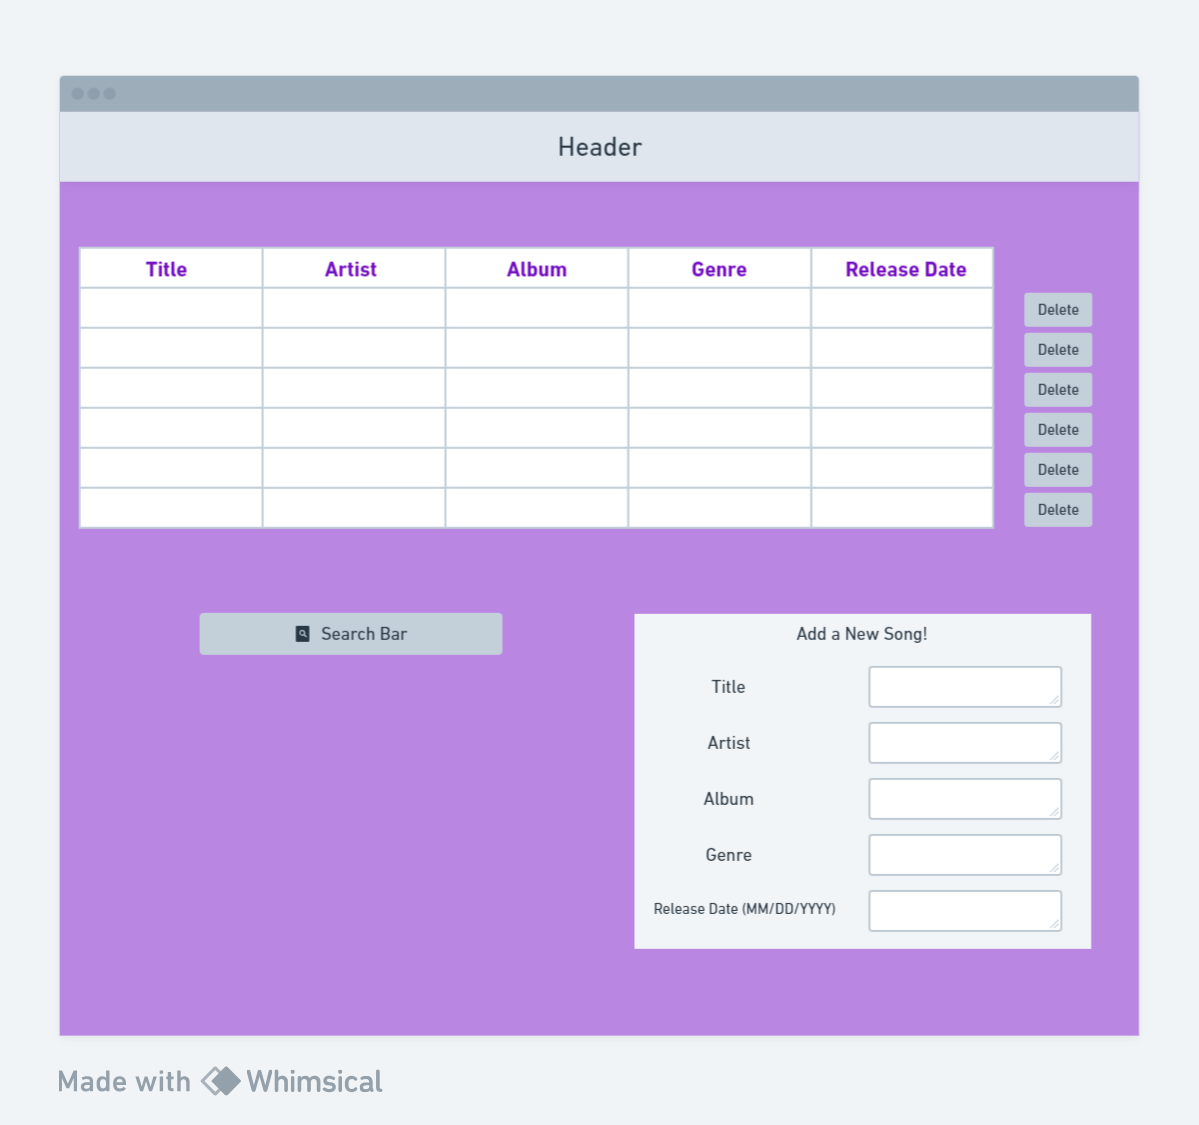 Header
Title Artist Album Genre Release Date
Delete
Delete
Delete
Delete
Delete
Delete
Search Bar
Add a New Song!
Title
Artist
Album
Genre
Release Date (MM/DD/YYYY)
Made with Whimsical